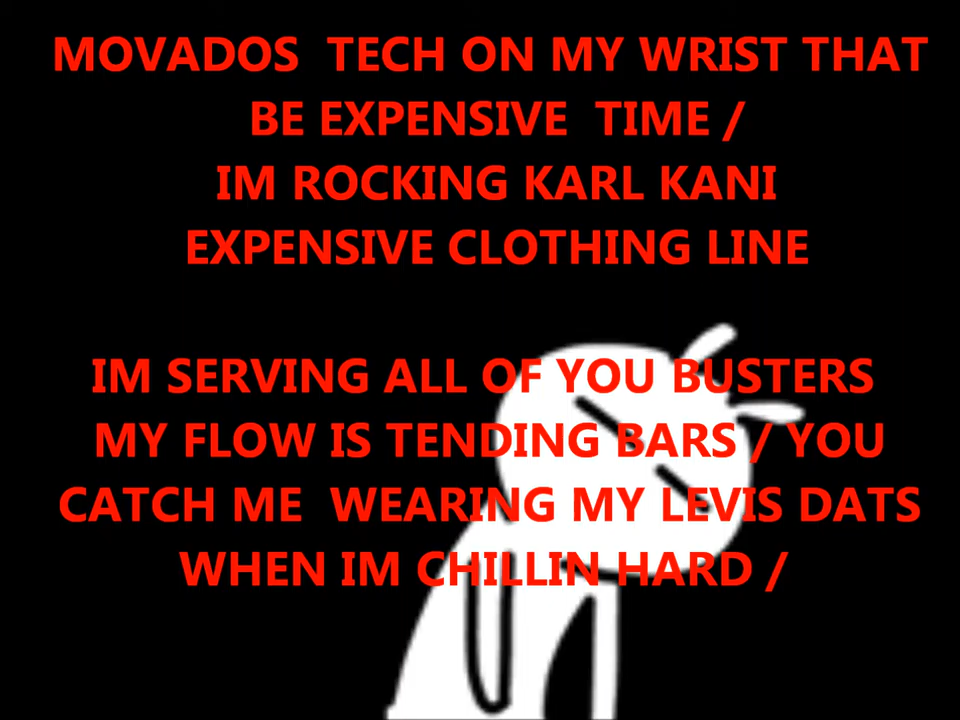 MOVADOS  TECH ON MY WRIST THAT
BE EXPENSIVE  TIME /
IM ROCKING KARL KANI
EXPENSIVE CLOTHING LINE
IM SERVING ALL OF YOU BUSTERS
MY FLOW IS TENDING BARS / YOU
CATCH ME  WEARING MY LEVIS DATS
WHEN IM CHILLIN HARD /